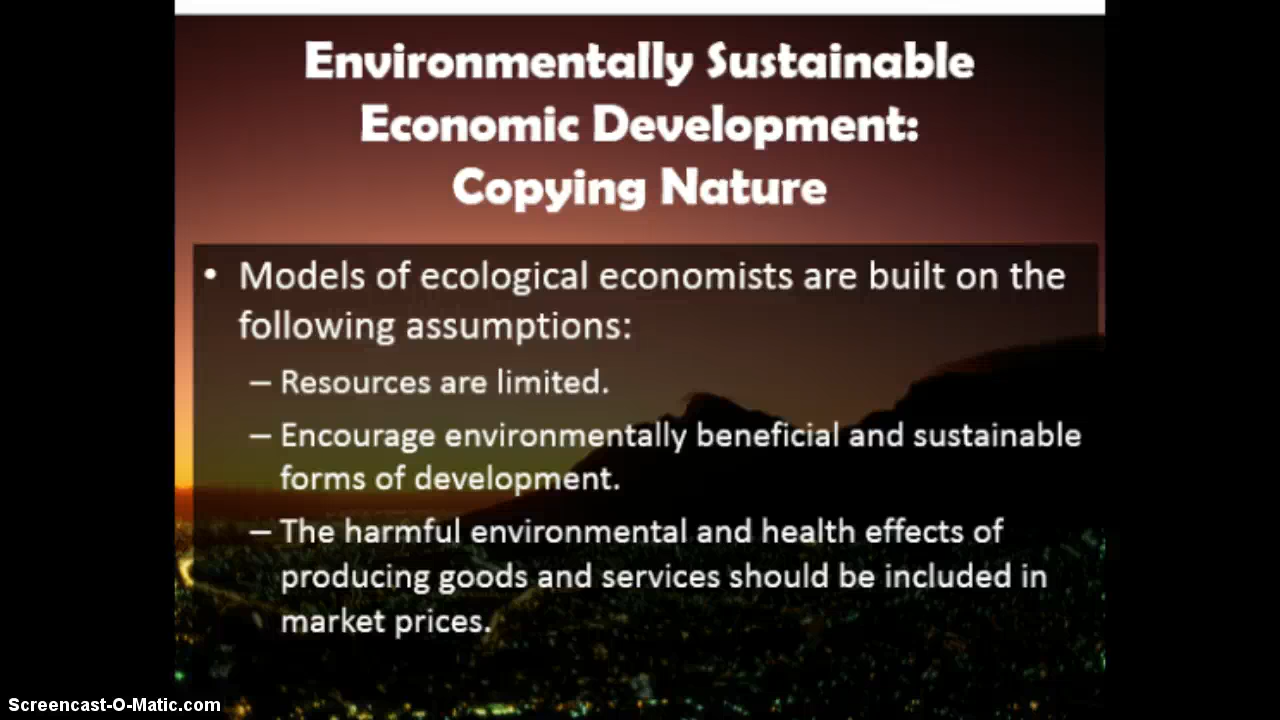 Environmentally Sustainable
Economic Development:
Copying Nature
• Models of ecological economists are built on the
following assumptions:
– Resources are limited.
– Encourage environmentally beneficial and sustainable
forms of development.
– The harmful environmental and health effects of
producing goods and services should be included in
market prices.
Screencast-O-Matic.com